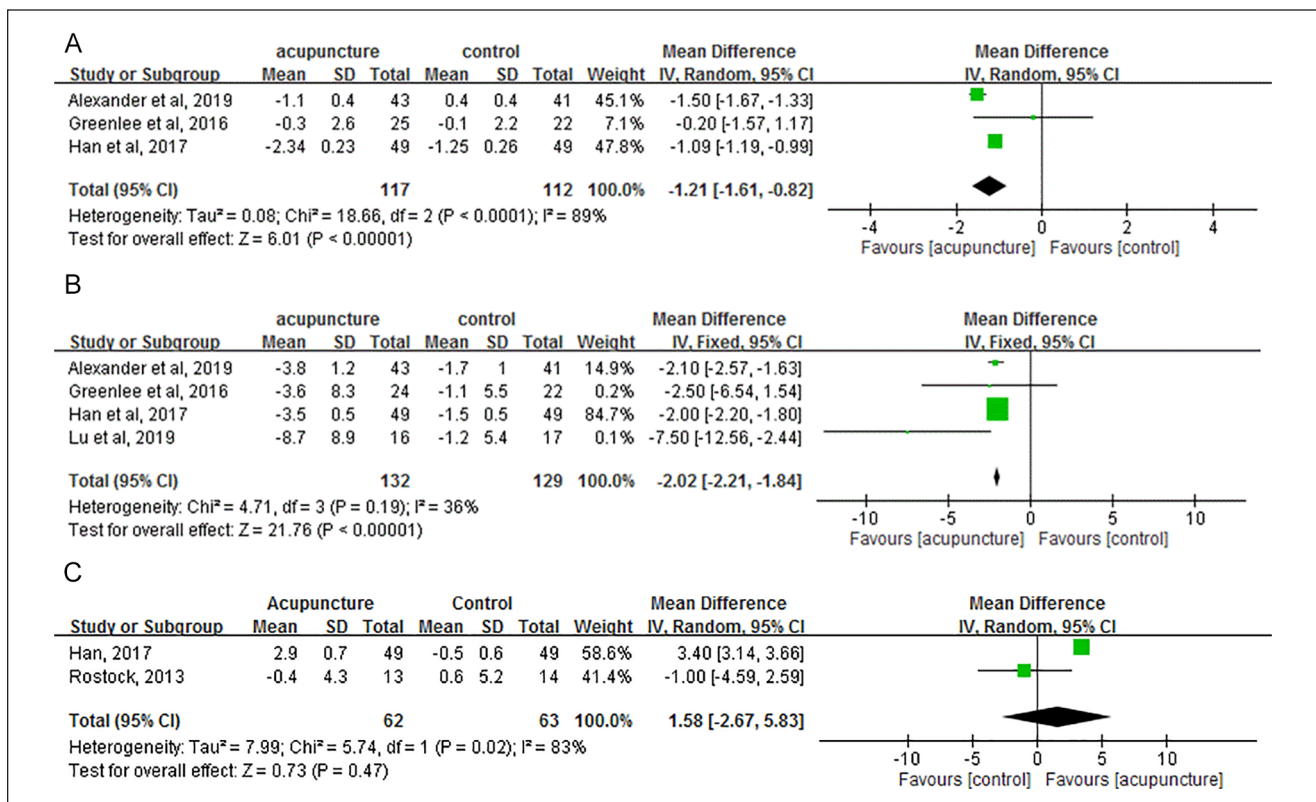 A
acupuncture control Mean Difference Mean Difference
Study or Subgroup Mean SD Total Mean SD Total Weight IV, Random, 95% CI IV, Random, 95% CI
Alexander et al, 2019 -1.1 0.4 43 0.4 0.4 41 45.1% -1.50 [-1.67, -1.33]
Greenlee et al, 2016 -0.3 2.6 25 -0.1 2.2 22 7.1% -0.20 [-1.57, 1.17]
Han et al, 2017 -2.34 0.23 49 -1.25 0.26 49 47.8% -1.09 [-1.19, -0.99]
Total (95% CI) 117 112 100.0% -1.21 [-1.61, -0.82]
Heterogeneity: Tau² = 0.08; Chi² = 18.66, df = 2 (P < 0.0001); I² = 89%
Test for overall effect: Z = 6.01 (P < 0.00001)
-4 -2 0 2 4
Favours [acupuncture] Favours [control]
B
acupuncture control Mean Difference Mean Difference
Study or Subgroup Mean SD Total Mean SD Total Weight IV, Fixed, 95% CI IV, Fixed, 95% CI
Alexander et al, 2019 -3.8 1.2 43 -1.7 1 41 14.9% -2.10 [-2.57, -1.63]
Greenlee et al, 2016 -3.6 8.3 24 -1.1 5.5 22 0.2% -2.50 [-6.54, 1.54]
Han et al, 2017 -3.5 0.5 49 -1.5 0.5 49 84.7% -2.00 [-2.20, -1.80]
Lu et al, 2019 -8.7 8.9 16 -1.2 5.4 17 0.1% -7.50 [-12.56, -2.44]
Total (95% CI) 132 129 100.0% -2.02 [-2.21, -1.84]
Heterogeneity: Chi² = 4.71, df = 3 (P = 0.19); I² = 36%
Test for overall effect: Z = 21.76 (P < 0.00001)
-10 -5 0 5 10
Favours [acupuncture] Favours [control]
C
Acupuncture Control Mean Difference Mean Difference
Study or Subgroup Mean SD Total Mean SD Total Weight IV, Random, 95% CI IV, Random, 95% CI
Han, 2017 2.9 0.7 49 -0.5 0.6 49 58.6% 3.40 [3.14, 3.66]
Rostock, 2013 -0.4 4.3 13 0.6 5.2 14 41.4% -1.00 [-4.59, 2.59]
Total (95% CI) 62 63 100.0% 1.58 [-2.67, 5.83]
Heterogeneity: Tau² = 7.99; Chi² = 5.74, df = 1 (P = 0.02); I² = 83%
Test for overall effect: Z = 0.73 (P = 0.47)
-10 -5 0 5 10
Favours [control] Favours [acupuncture]